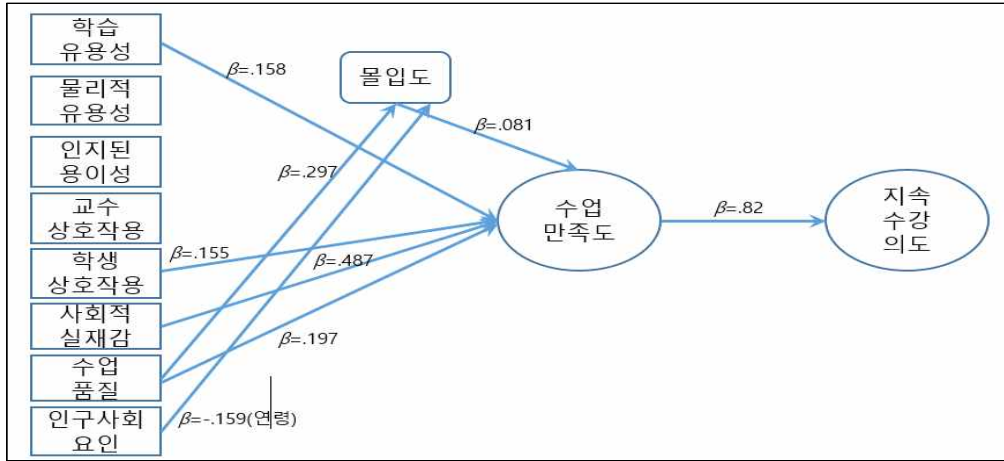 학습
유용성
물리적
유용성
인지된
용이성
교수
상호작용
학생
상호작용
사회적
실재감
수업
품질
인구사회
요인
몰입도
수업
만족도
지속
수강
의도
β=.158
β=.081
β=.297
β=.82
β=.155
β=.487
β=.197
β=-.159(연령)